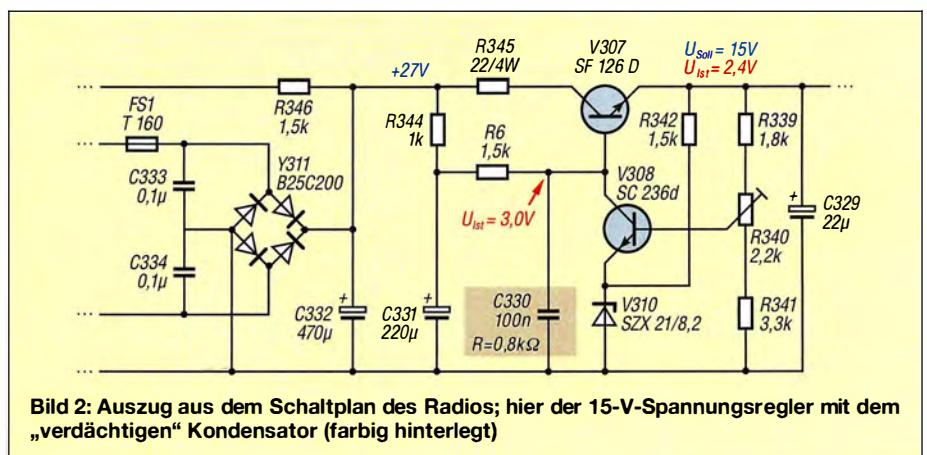 R345
22/4W
V307
SF 126 D
U_Soll = 15V
U_Ist = 2,4V
+27V
...
...
FS1
T 160
R346
1,5k
R344
1k
R6
1,5k
R342
1,5k
R339
1,8k
...
C333
0,1µ
Y311
B25C200
V308
SC 236d
+
C329
22µ
U_Ist = 3,0V
R340
2,2k
C334
0,1µ
...
+
C332
470µ
+
C331
220µ
C330
100n
R=0,8kΩ
V310
SZX 21/8,2
R341
3,3k
...
Bild 2: Auszug aus dem Schaltplan des Radios; hier der 15-V-Spannungsregler mit dem
„verdächtigen“ Kondensator (farbig hinterlegt)